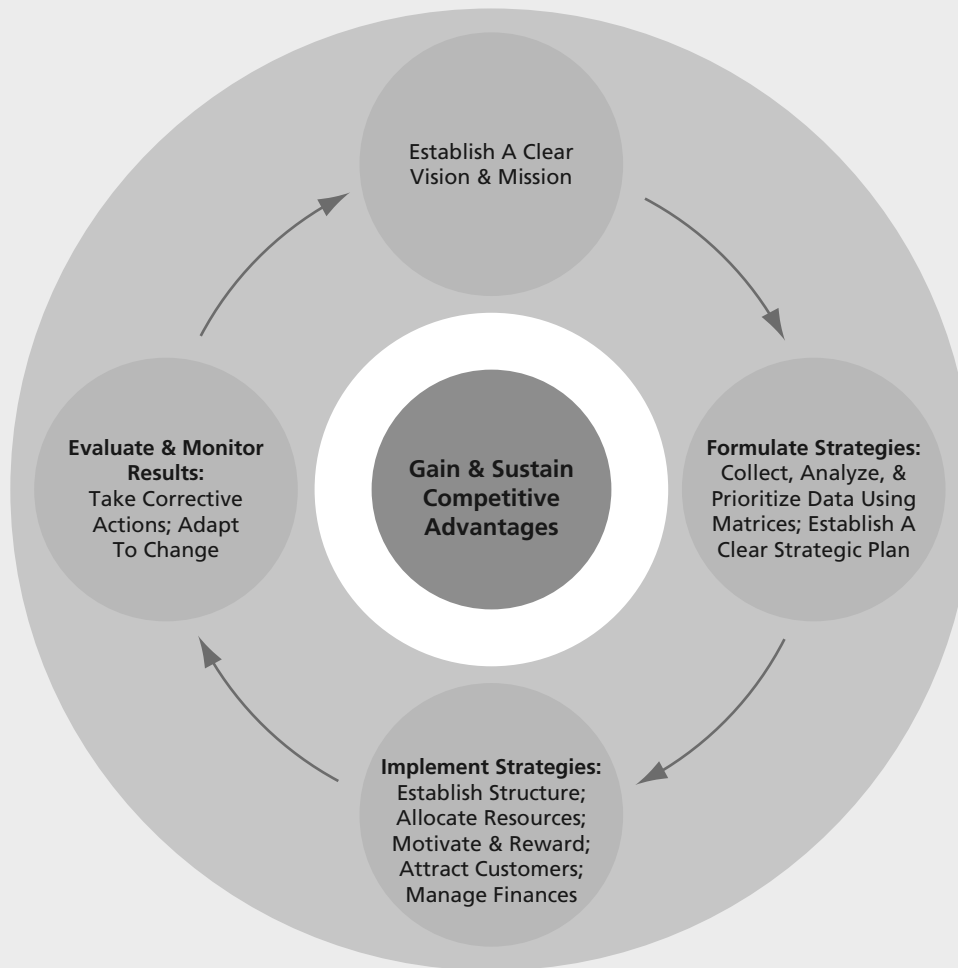 Establish A Clear
Vision & Mission
Formulate Strategies:
Collect, Analyze, &
Prioritize Data Using
Matrices; Establish A
Clear Strategic Plan
Implement Strategies:
Establish Structure;
Allocate Resources;
Motivate & Reward;
Attract Customers;
Manage Finances
Evaluate & Monitor
Results:
Take Corrective
Actions; Adapt
To Change
Gain & Sustain
Competitive
Advantages